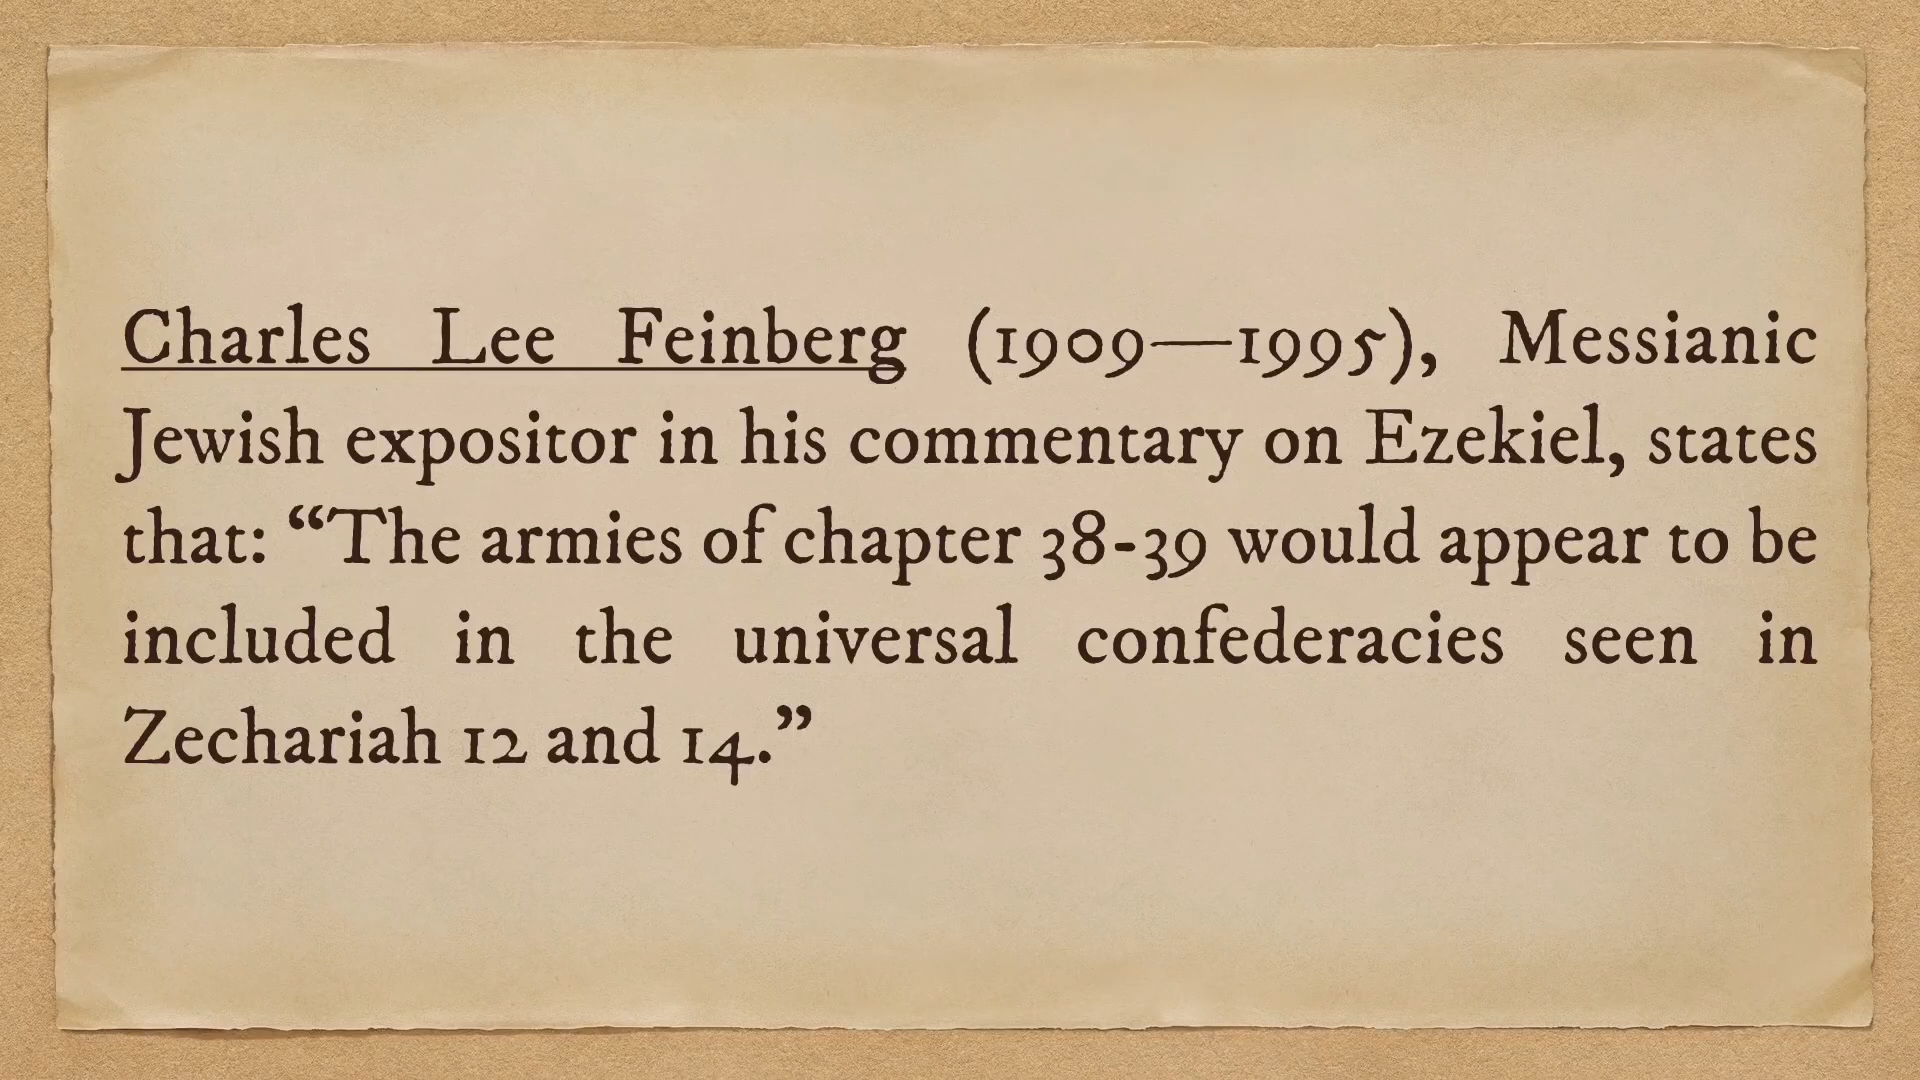 Charles Lee Feinberg (1909—1995), Messianic
Jewish expositor in his commentary on Ezekiel, states
that: “The armies of chapter 38-39 would appear to be
included in the universal confederacies seen in
Zechariah 12 and 14.”